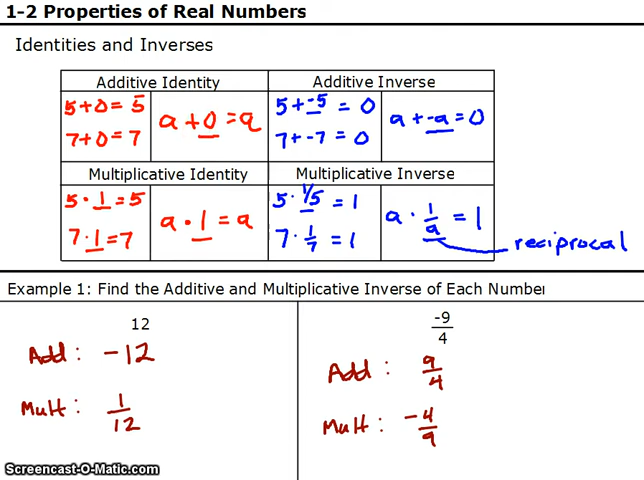 1-2 Properties of Real Numbers
Identities and Inverses
Additive Identity
5+0=5
7+0=7
a+0=a
Additive Inverse
5+-5=0
7+-7=0
a+-a=0
Multiplicative Identity
5·1=5
7·1=7
a·1=a
Multiplicative Inverse
5·1/5=1
7·1/7=1
a·1/a=1
reciprocal
Example 1: Find the Additive and Multiplicative Inverse of Each Number
12
Add: -12
Mult: 1/12
-9/4
Add: 9/4
Mult: -4/9
Screencast-O-Matic.com